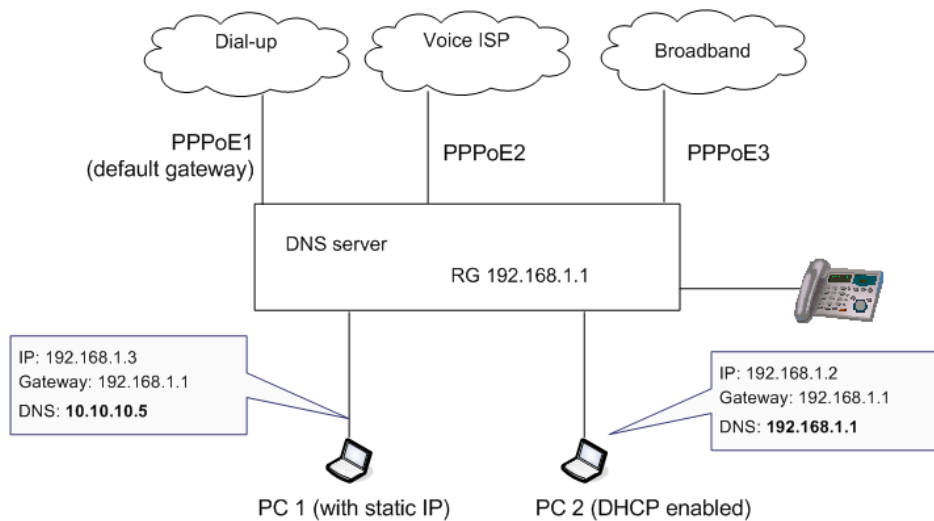 Dial-up
Voice ISP
Broadband
PPPoE1
(default gateway)
PPPoE2
PPPoE3
DNS server
RG 192.168.1.1
IP: 192.168.1.3
Gateway: 192.168.1.1
DNS: 10.10.10.5
IP: 192.168.1.2
Gateway: 192.168.1.1
DNS: 192.168.1.1
PC 1 (with static IP)
PC 2 (DHCP enabled)